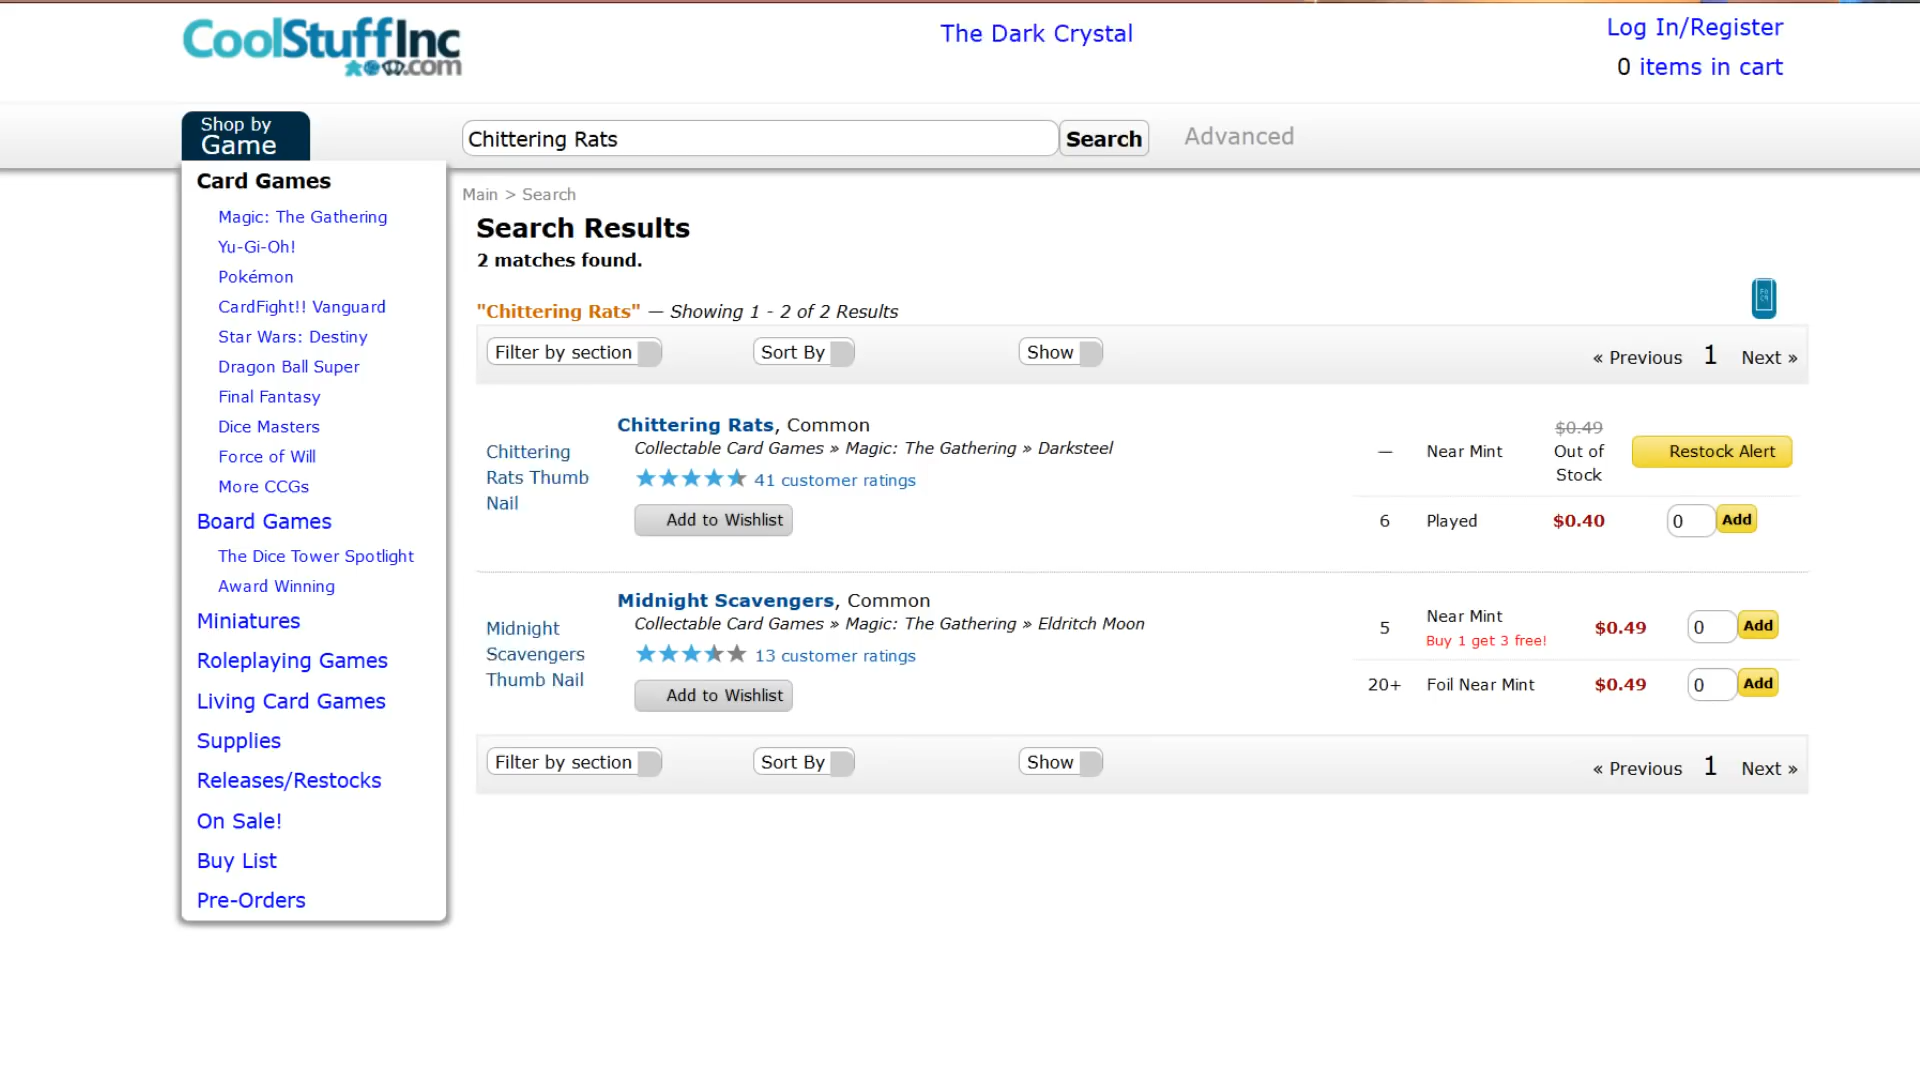 CoolStuffInc
.com
The Dark Crystal
Log In/Register
0 items in cart
Shop by
Game
Chittering Rats
Search
Advanced
Card Games
Magic: The Gathering
Yu-Gi-Oh!
Pokémon
CardFight!! Vanguard
Star Wars: Destiny
Dragon Ball Super
Final Fantasy
Dice Masters
Force of Will
More CCGs
Board Games
The Dice Tower Spotlight
Award Winning
Miniatures
Roleplaying Games
Living Card Games
Supplies
Releases/Restocks
On Sale!
Buy List
Pre-Orders
Main > Search
Search Results
2 matches found.
"Chittering Rats" — Showing 1 - 2 of 2 Results
Filter by section
Sort By
Show
« Previous 1 Next »
Chittering
Rats Thumb
Nail
Chittering Rats, Common
Collectable Card Games » Magic: The Gathering » Darksteel
41 customer ratings
Add to Wishlist
— Near Mint
$0.49
Out of
Stock
Restock Alert
6 Played $0.40 0 Add
Midnight
Scavengers
Thumb Nail
Midnight Scavengers, Common
Collectable Card Games » Magic: The Gathering » Eldritch Moon
13 customer ratings
Add to Wishlist
5 Near Mint
Buy 1 get 3 free!
$0.49 0 Add
20+ Foil Near Mint $0.49 0 Add
Filter by section
Sort By
Show
« Previous 1 Next »